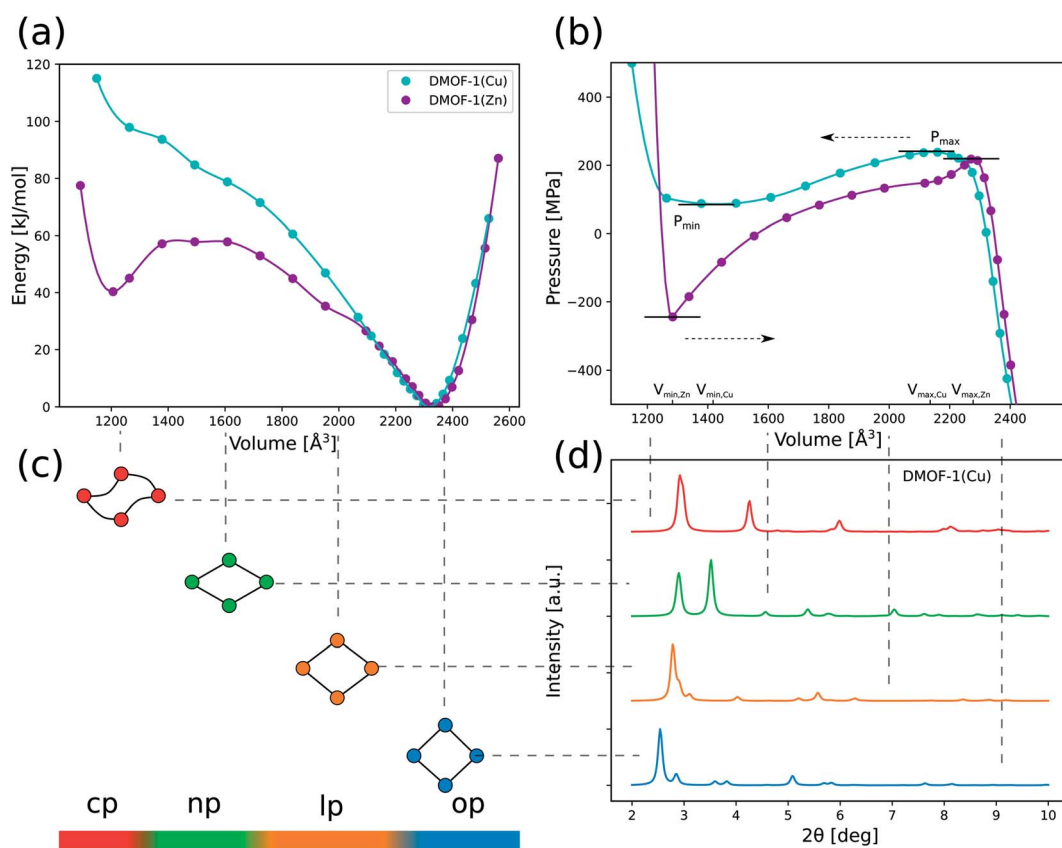 (a)
120
100
80
60
40
20
0
Energy [kJ/mol]
DMOF-1(Cu)
DMOF-1(Zn)
1200 1400 1600 1800 2000 2200 2400 2600
Volume [Å³]
(b)
400
200
0
−200
−400
Pressure [MPa]
P_max
P_min
V_min,Zn V_min,Cu V_max,Cu V_max,Zn
1200 1400 1600 1800 2000 2200 2400
Volume [Å³]
(c)
cp np lp op
(d)
DMOF-1(Cu)
Intensity [a.u.]
2 3 4 5 6 7 8 9 10
2θ [deg]